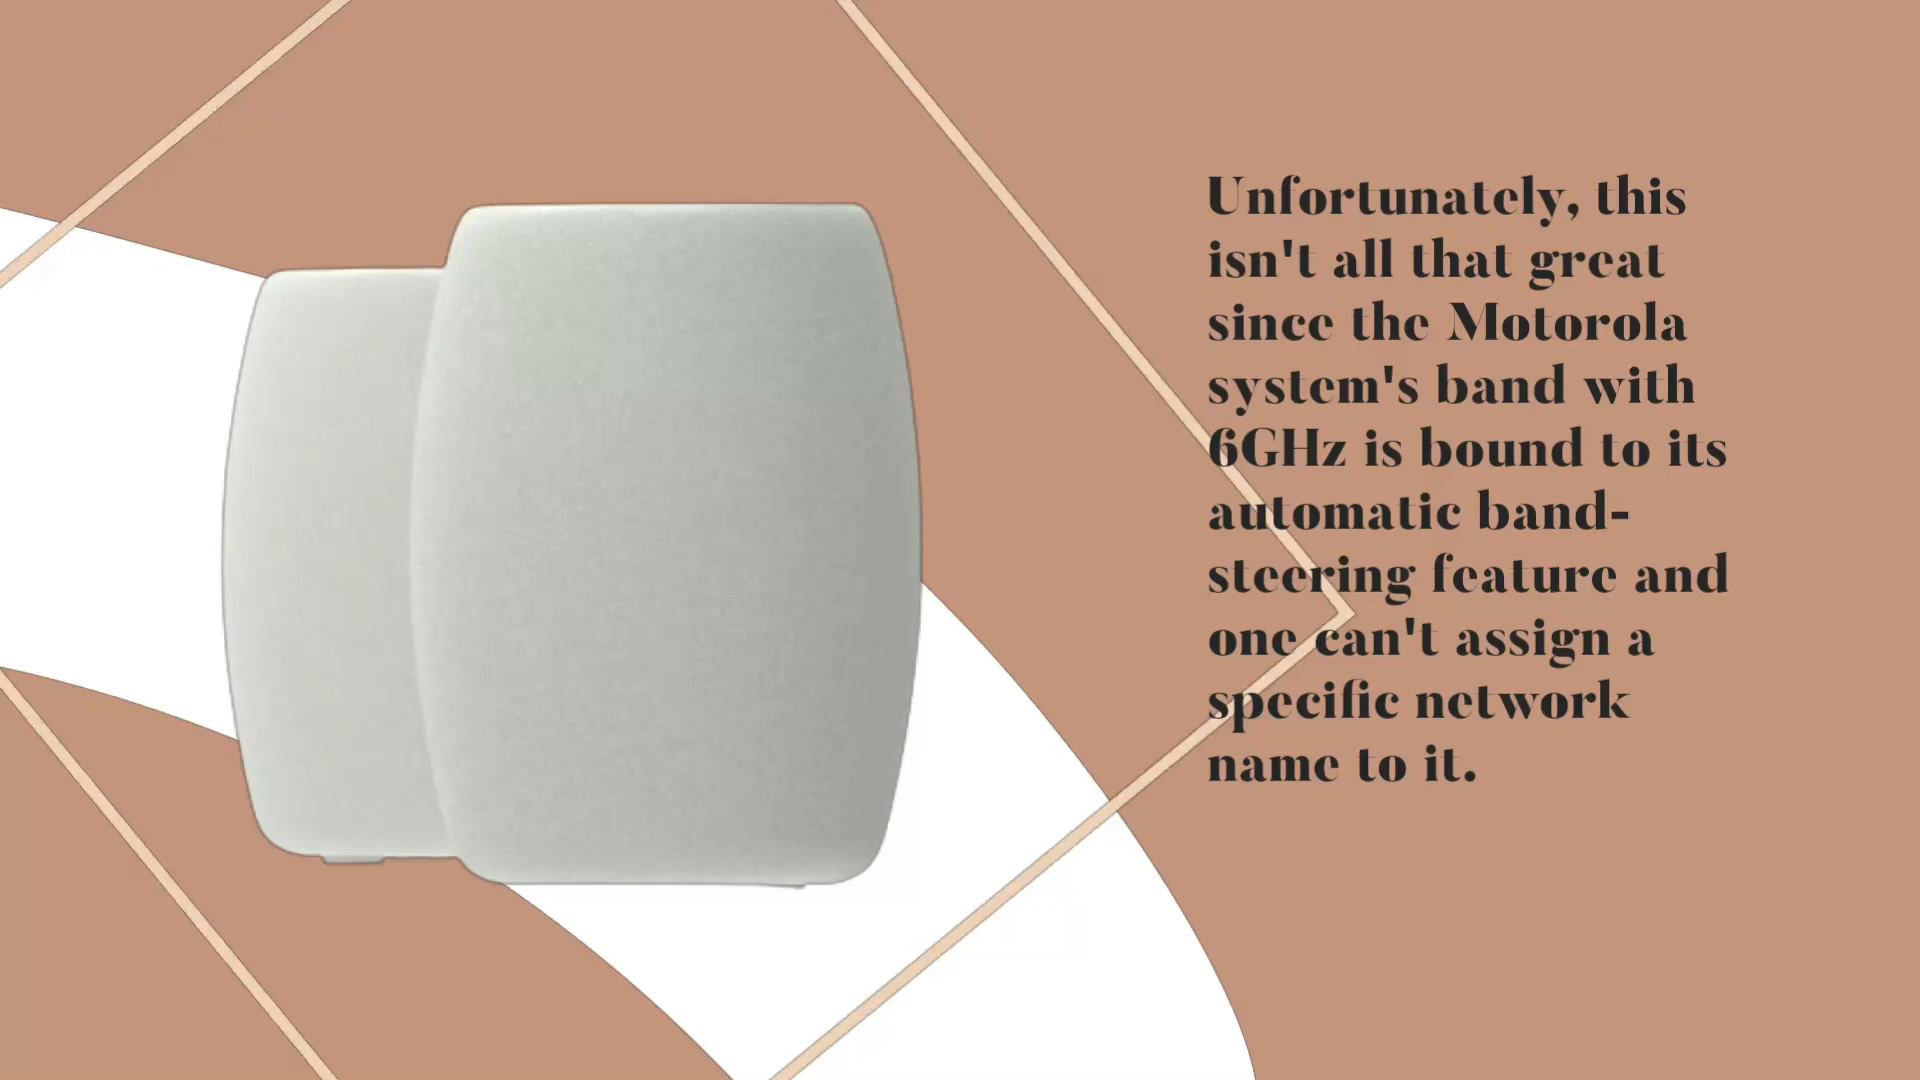 Unfortunately, this
isn't all that great
since the Motorola
system's band with
6GHz is bound to its
automatic band-
steering feature and
one can't assign a
specific network
name to it.